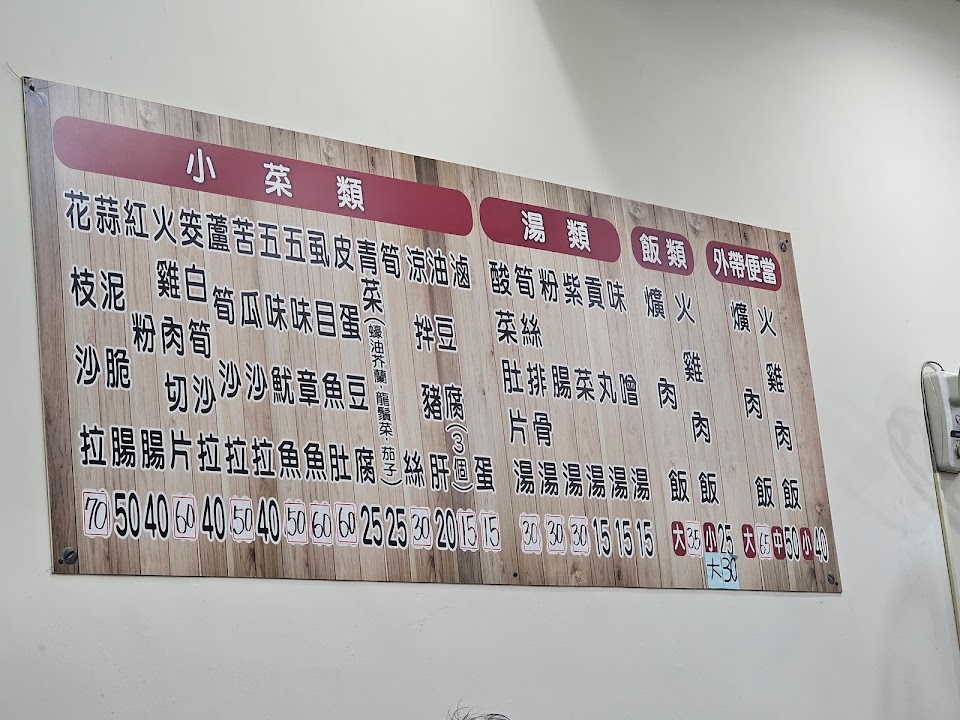 小菜類
花枝沙拉 70
蒜泥脆腸 50
紅粉腸 40
火雞肉切片 60
筊白筍沙拉 40
蘆筍沙拉 50
苦瓜沙拉 40
五味魷魚 50
五味章魚 60
虱目魚肚 60
皮蛋豆腐 25
青菜(蠔油芥蘭·龍鬚菜·茄子) 25
筍絲 30
涼拌豬肝 20
油豆腐(3個) 15
滷蛋 15
湯類
酸菜肚片湯 30
筍絲排骨湯 30
粉腸湯 30
紫菜湯 15
貢丸湯 15
味噌湯 15
飯類
爌肉飯
火雞肉飯
大35 小25
大30
外帶便當
爌肉飯
火雞肉飯
大65 中50 小40